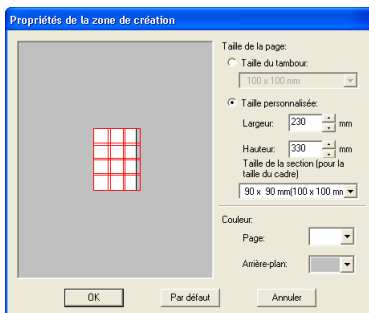 Propriétés de la zone de création
Taille de la page:
Taille du tambour:
100 x 100 mm
Taille personnalisée:
Largeur: 230 mm
Hauteur: 330 mm
Taille de la section (pour la
taille du cadre)
90 x 90 mm(100 x 100 mn
Couleur:
Page:
Arrière-plan:
OK Par défaut Annuler